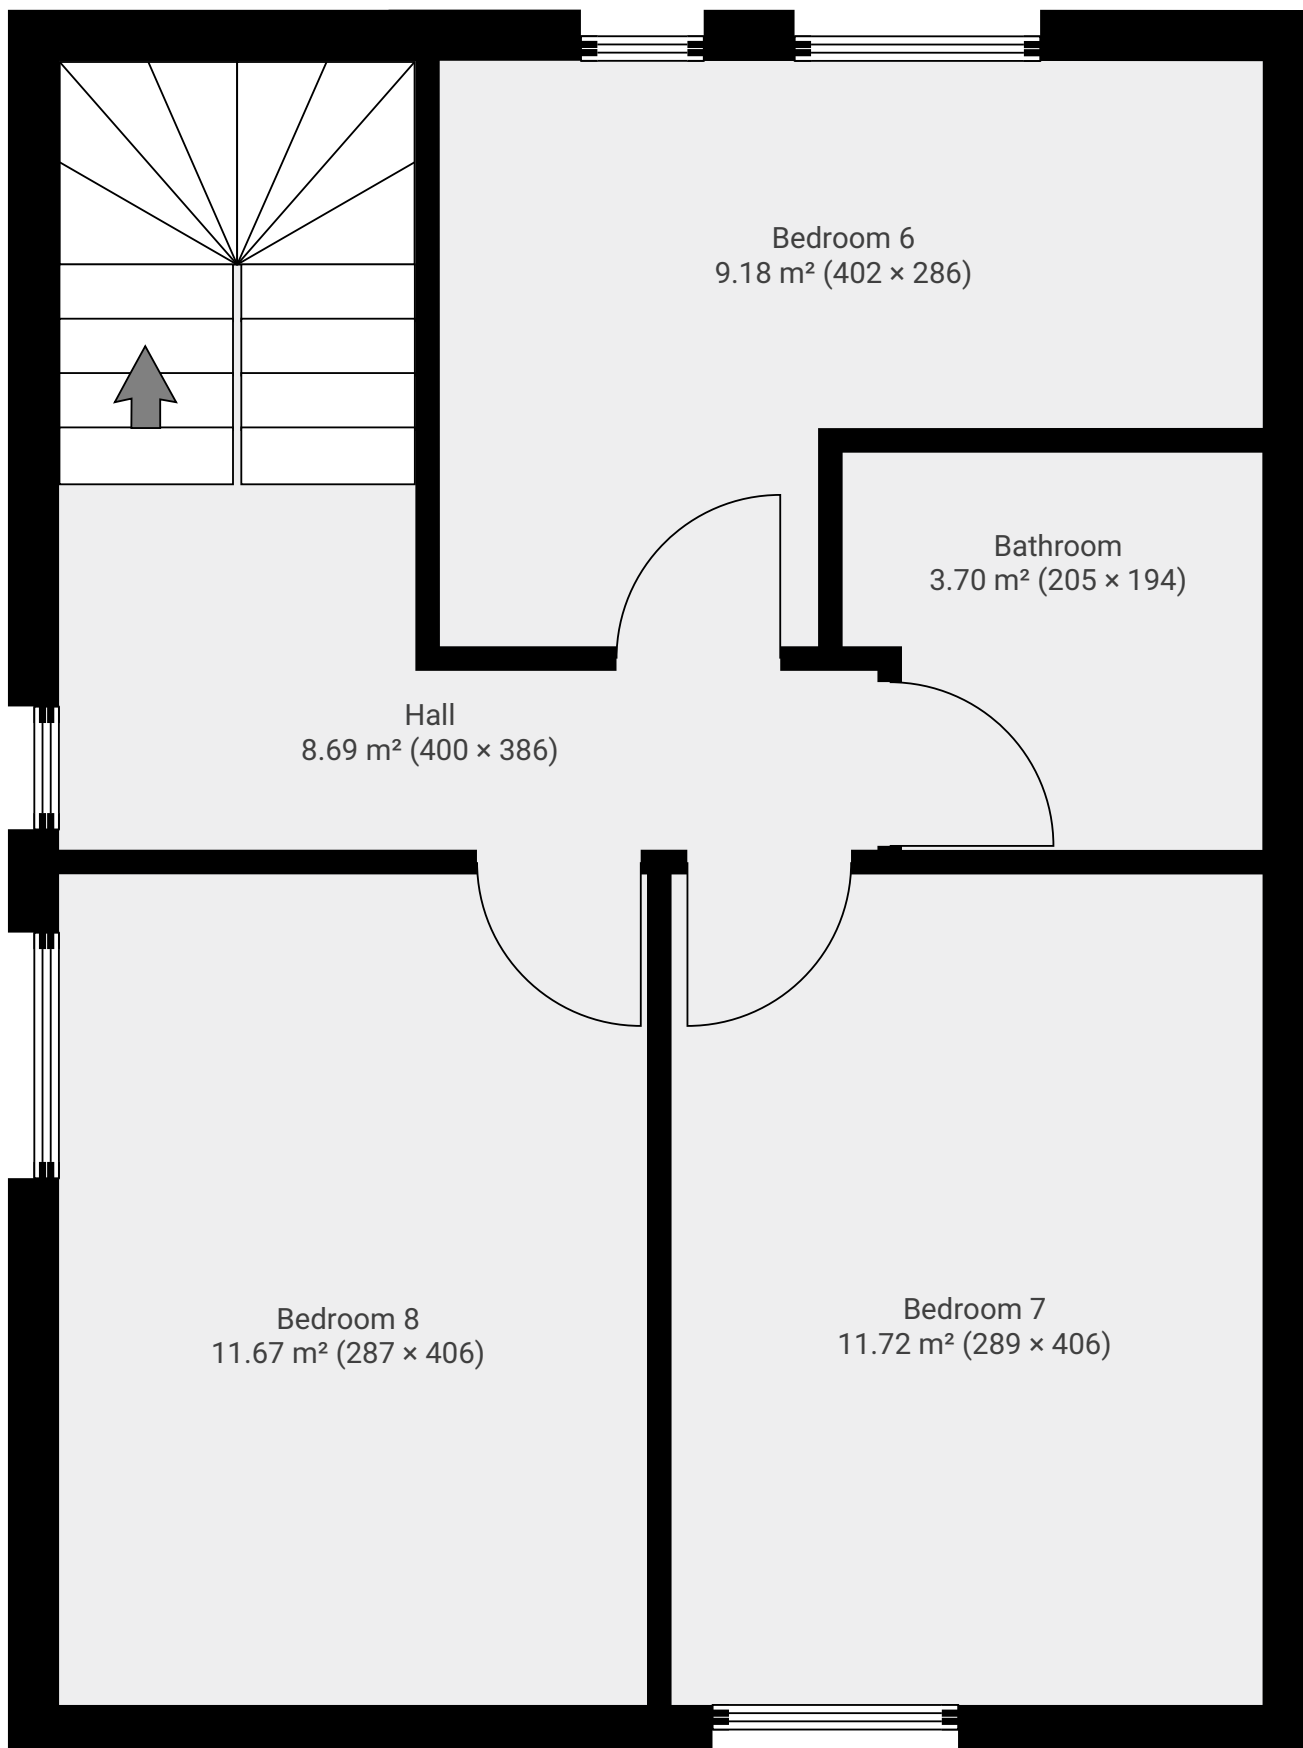 Bedroom 6
9.18 m² (402 × 286)
Bathroom
3.70 m² (205 × 194)
Hall
8.69 m² (400 × 386)
Bedroom 8
11.67 m² (287 × 406)
Bedroom 7
11.72 m² (289 × 406)